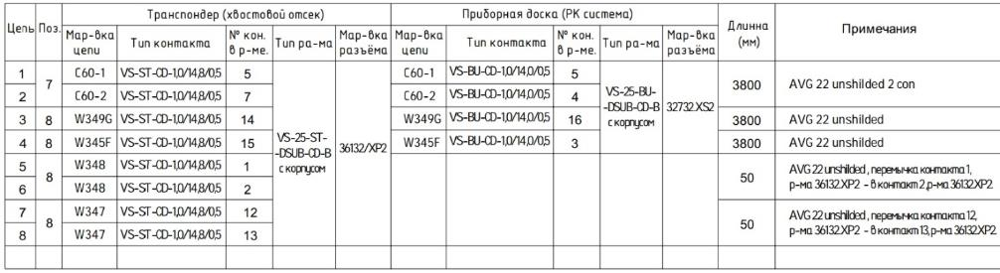 Цепь Поз. Транспондер (хвостовой отсек) Приборная доска (РК система) Длинна (мм) Примечания
Мар-вка цепи Тип контакта № кон. в р-ме. Тип ра-ма Мар-вка разъёма Мар-вка цепи Тип контакта № кон. в р-ме. Тип ра-ма Мар-вка разъёма
1 7 C60-1 VS-ST-CD-1,0/14,8/0,5 5 VS-25-ST-
-DSUB-CD-B
с корпусом 36132/XP2 C60-1 VS-BU-CD-1,0/14,0/0,5 5 VS-25-BU-
-DSUB-CD-B
с корпусом 32732.XS2 3800 AVG 22 unshilded 2 con
2 C60-2 VS-ST-CD-1,0/14,8/0,5 7 C60-2 VS-BU-CD-1,0/14,0/0,5 4
3 8 W349G VS-ST-CD-1,0/14,8/0,5 14 W349G VS-BU-CD-1,0/14,0/0,5 16 3800 AVG 22 unshilded
4 8 W345F VS-ST-CD-1,0/14,8/0,5 15 W345F VS-BU-CD-1,0/14,0/0,5 3 3800 AVG 22 unshilded
5 8 W348 VS-ST-CD-1,0/14,8/0,5 1 50 AVG 22 unshilded , перемычка контакта 1,
р-ма 36132.XP2 - в контакт 2,р-ма 36132.XP2
6 W348 VS-ST-CD-1,0/14,8/0,5 2
7 8 W347 VS-ST-CD-1,0/14,8/0,5 12 50 AVG 22 unshilded , перемычка контакта 12,
р-ма 36132.XP2 - в контакт 13,р-ма 36132.XP2
8 W347 VS-ST-CD-1,0/14,8/0,5 13